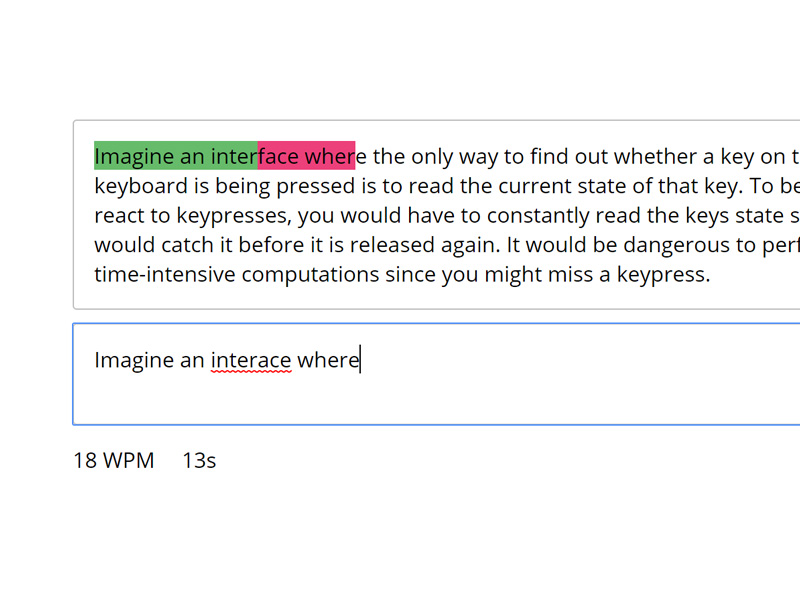 Imagine an interface where the only way to find out whether a key on
keyboard is being pressed is to read the current state of that key. To be
react to keypresses, you would have to constantly read the keys state
would catch it before it is released again. It would be dangerous to
time-intensive computations since you might miss a keypress.
Imagine an interace where
18 WPM 13s